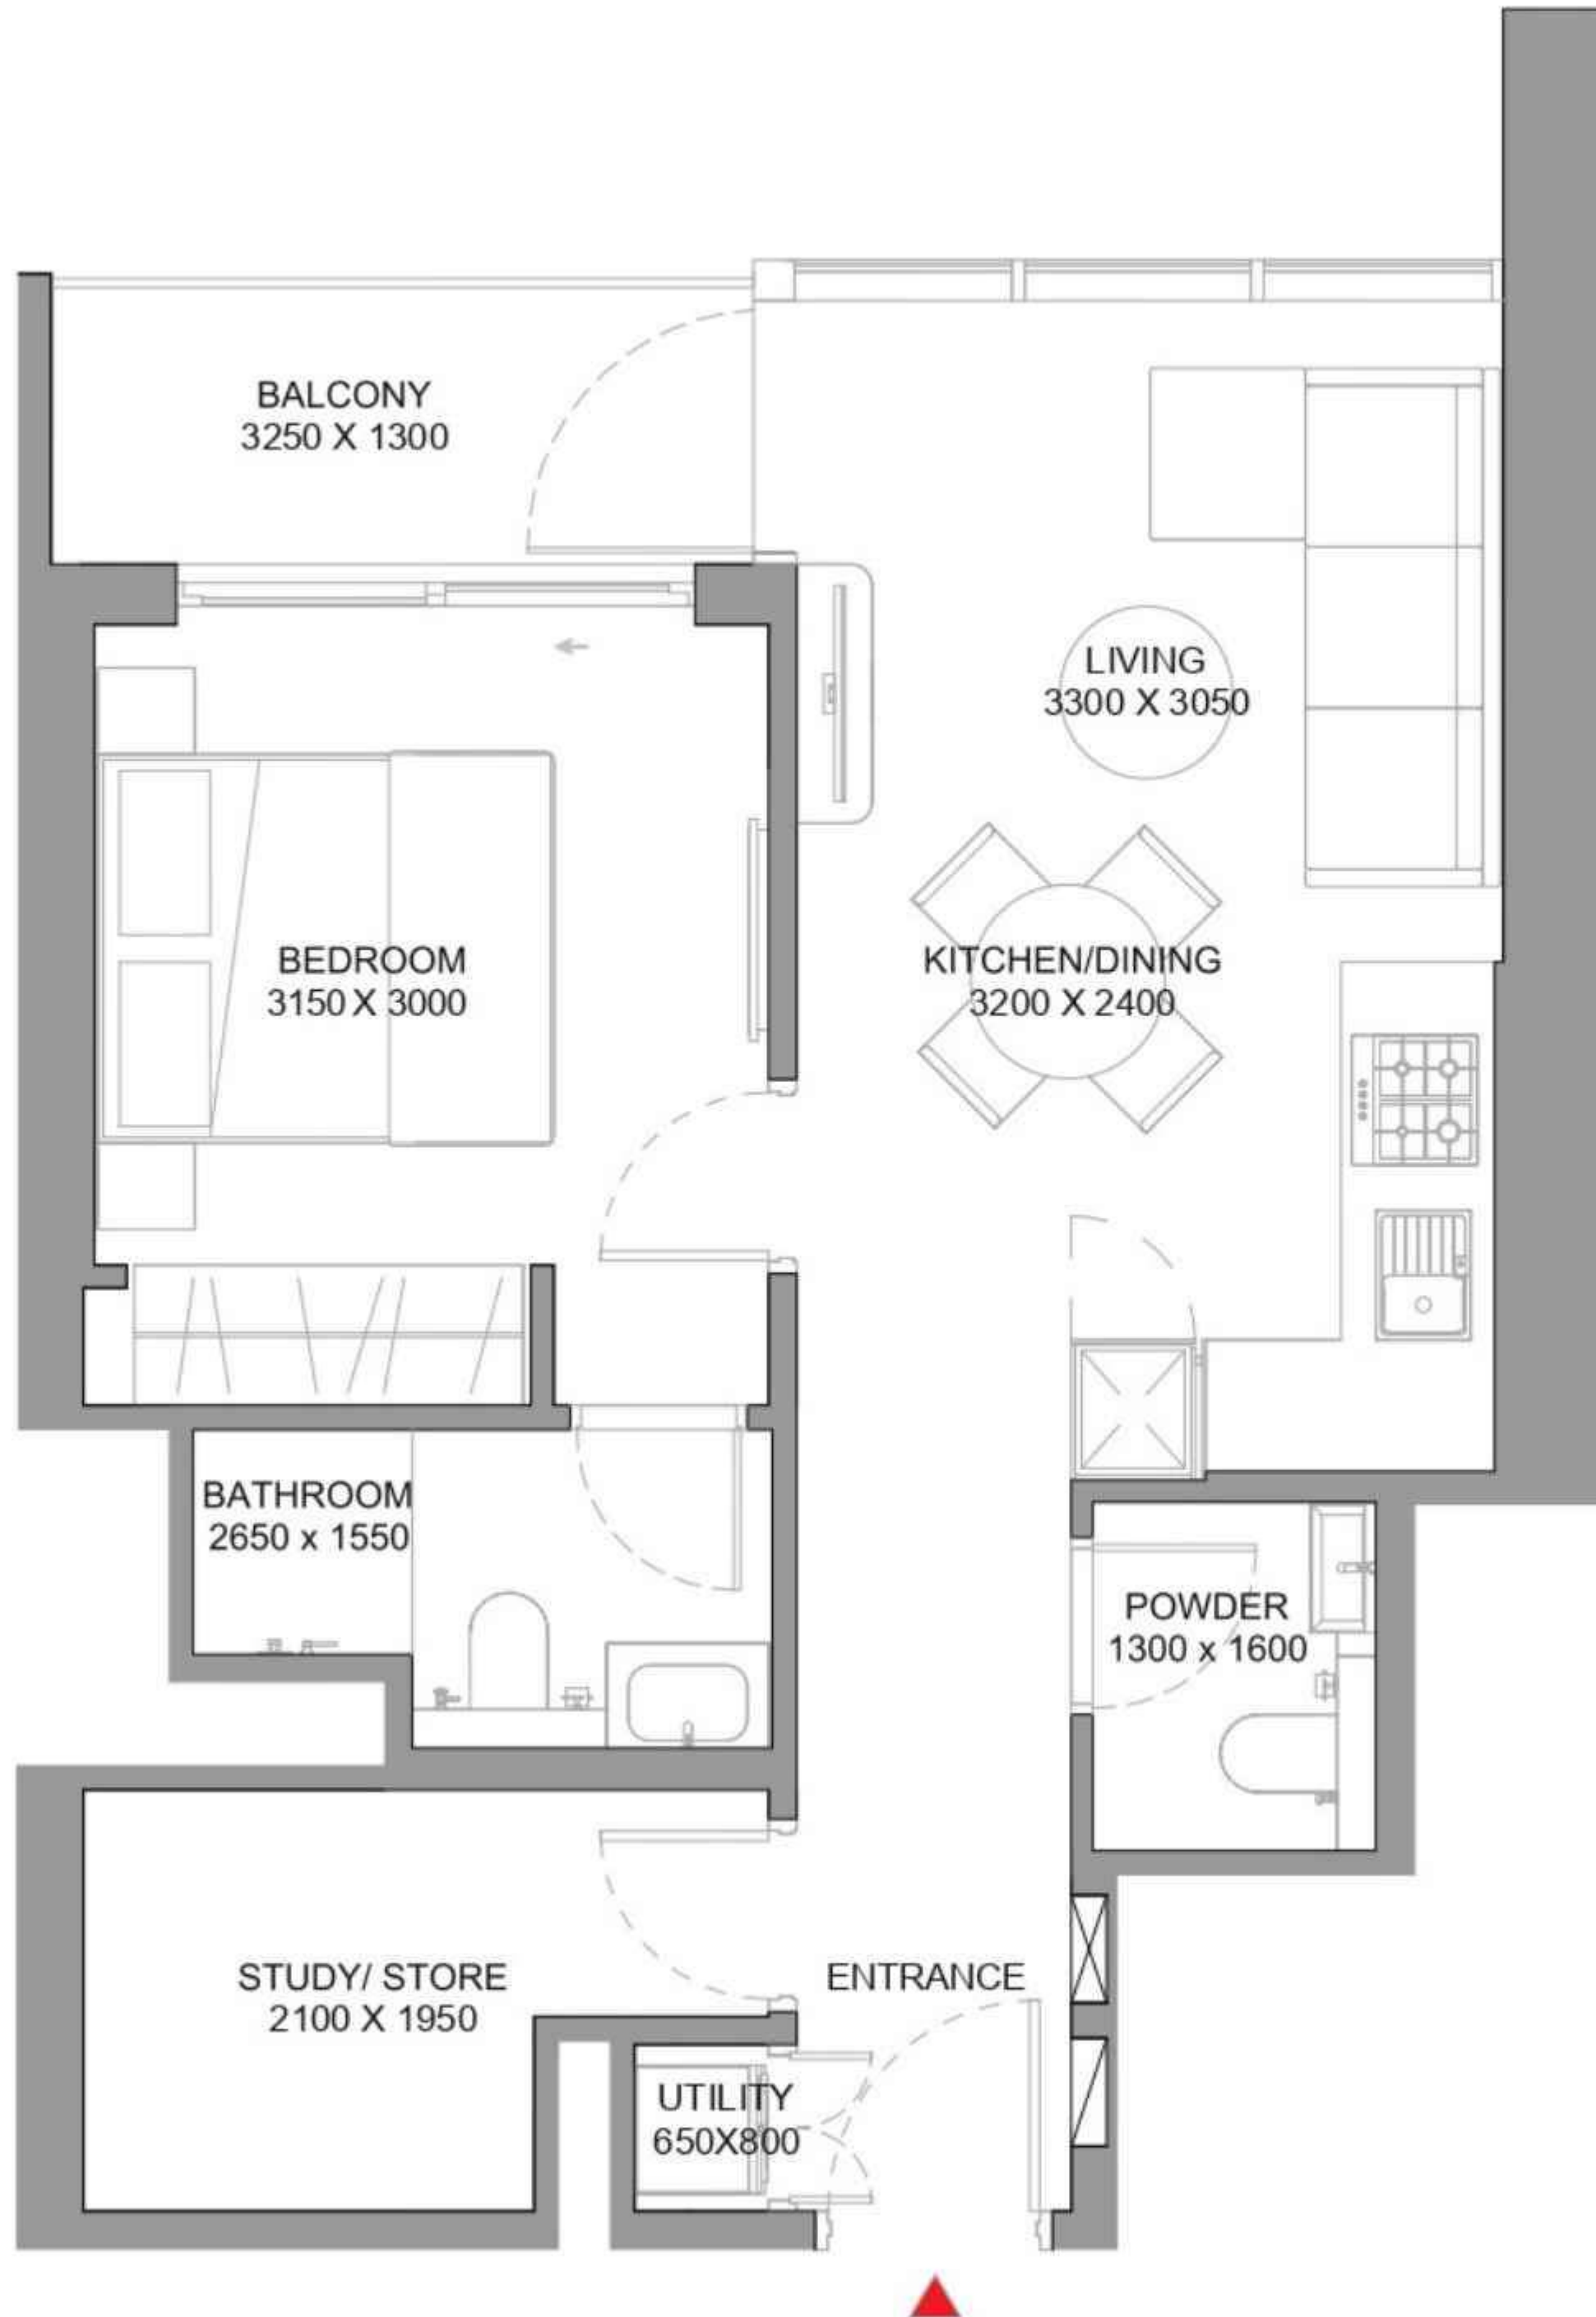 BALCONY
3250 X 1300
LIVING
3300 X 3050
BEDROOM
3150 X 3000
KITCHEN/DINING
3200 X 2400
BATHROOM
2650 x 1550
POWDER
1300 x 1600
STUDY/ STORE
2100 X 1950
ENTRANCE
UTILITY
650X800